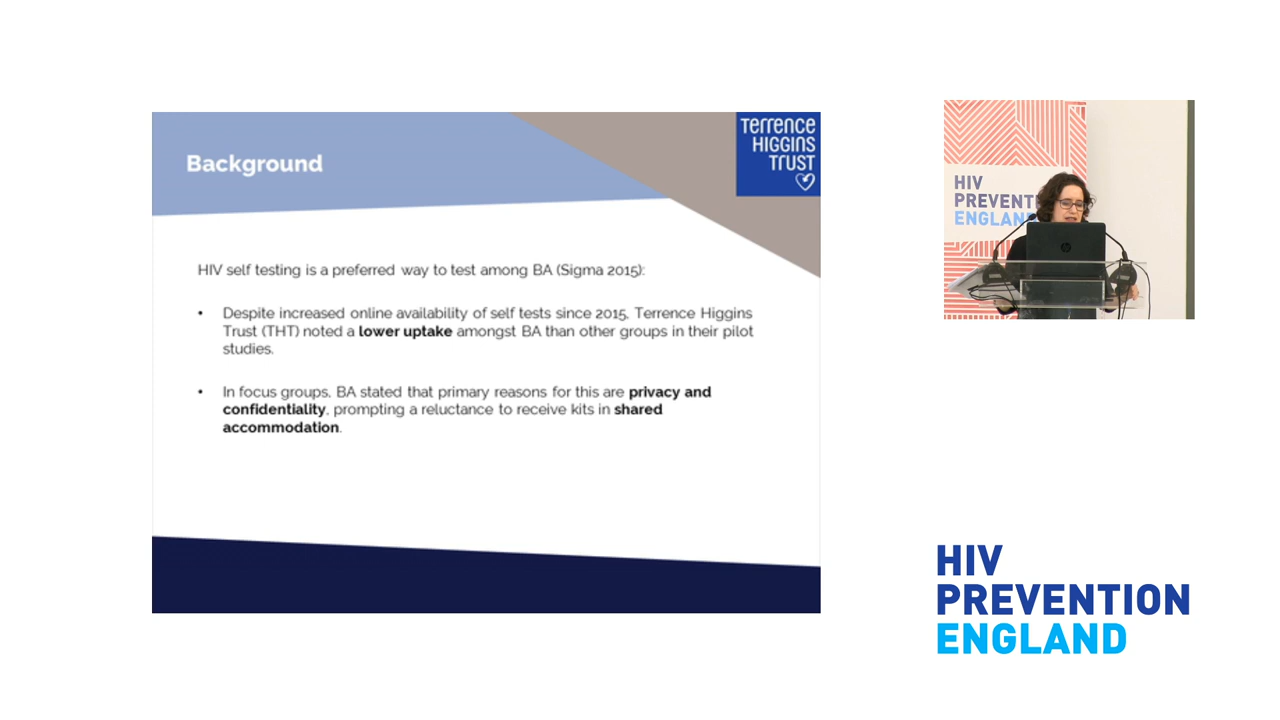 Background
Terrence
Higgins
Trust
HIV self testing is a preferred way to test among BA (Sigma 2015):
• Despite increased online availability of self tests since 2015, Terrence Higgins
Trust (THT) noted a lower uptake amongst BA than other groups in their pilot
studies.
• In focus groups, BA stated that primary reasons for this are privacy and
confidentiality, prompting a reluctance to receive kits in shared
accommodation.
HIV
PREVENTI
ENGLAND
hp
HIV
PREVENTION
ENGLAND